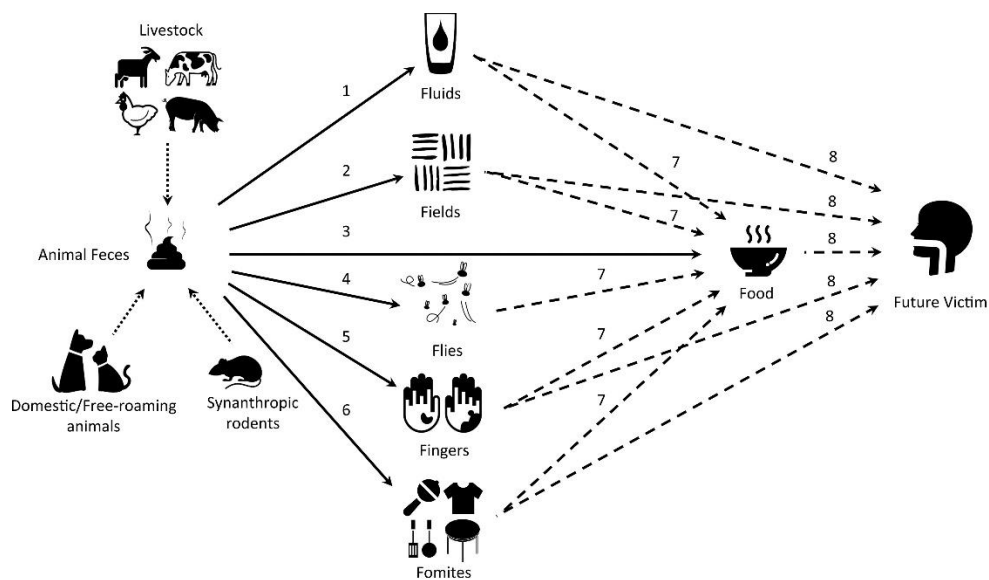 Livestock
1
Fluids
2
7
8
Fields
7
8
3
Animal Feces
8
Food
4
7
8
Future Victim
5
Flies
7
8
Domestic/Free-roaming
animals
Synanthropic
rodents
6
Fingers
7
Fomites